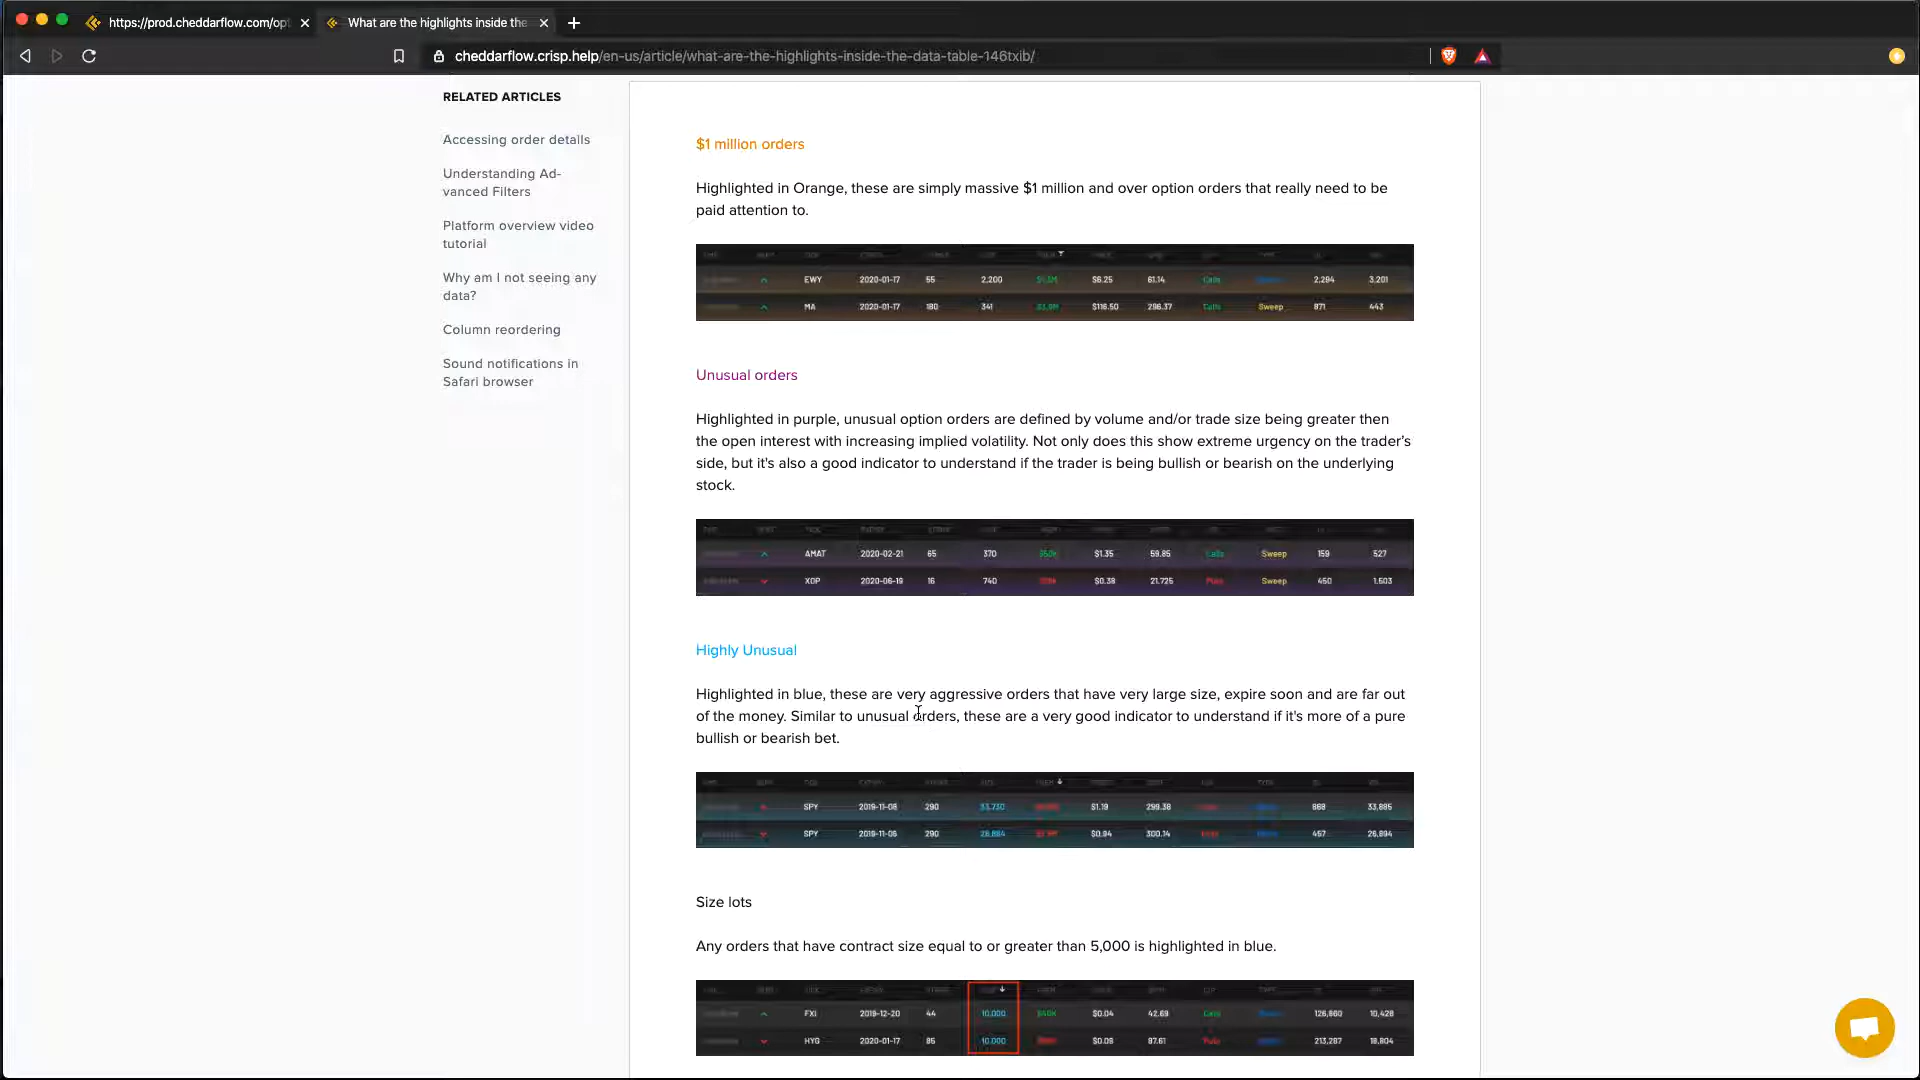 https://prod.cheddarflow.com/opt
What are the highlights inside the
cheddarflow.crisp.help/en-us/article/what-are-the-highlights-inside-the-data-table-146txib/
RELATED ARTICLES
Accessing order details
Understanding Ad-
vanced Filters
Platform overview video
tutorial
Why am I not seeing any
data?
Column reordering
Sound notifications in
Safari browser
$1 million orders
Highlighted in Orange, these are simply massive $1 million and over option orders that really need to be
paid attention to.
EWY 2020-01-17 55 2,200 $6.25 61.14 Calls 2,294 3,201
MA 2020-01-17 180 341 $116.50 296.37 Calls Sweep 871 443
Unusual orders
Highlighted in purple, unusual option orders are defined by volume and/or trade size being greater then
the open interest with increasing implied volatility. Not only does this show extreme urgency on the trader's
side, but it's also a good indicator to understand if the trader is being bullish or bearish on the underlying
stock.
AMAT 2020-02-21 65 370 $1.35 59.85 Calls Sweep 159 527
XOP 2020-06-19 16 740 $0.38 21.725 Puts Sweep 450 1,503
Highly Unusual
Highlighted in blue, these are very aggressive orders that have very large size, expire soon and are far out
of the money. Similar to unusual orders, these are a very good indicator to understand if it's more of a pure
bullish or bearish bet.
SPY 2019-11-08 290 33,730 $1.19 299.38 888 33,885
SPY 2019-11-06 290 26,884 $0.94 300.14 457 26,894
Size lots
Any orders that have contract size equal to or greater than 5,000 is highlighted in blue.
FXI 2019-12-20 44 10,000 $40K $0.04 42.69 Calls 126,860 10,428
HYG 2020-01-17 85 10,000 $0.08 87.61 Puts 213,287 18,804